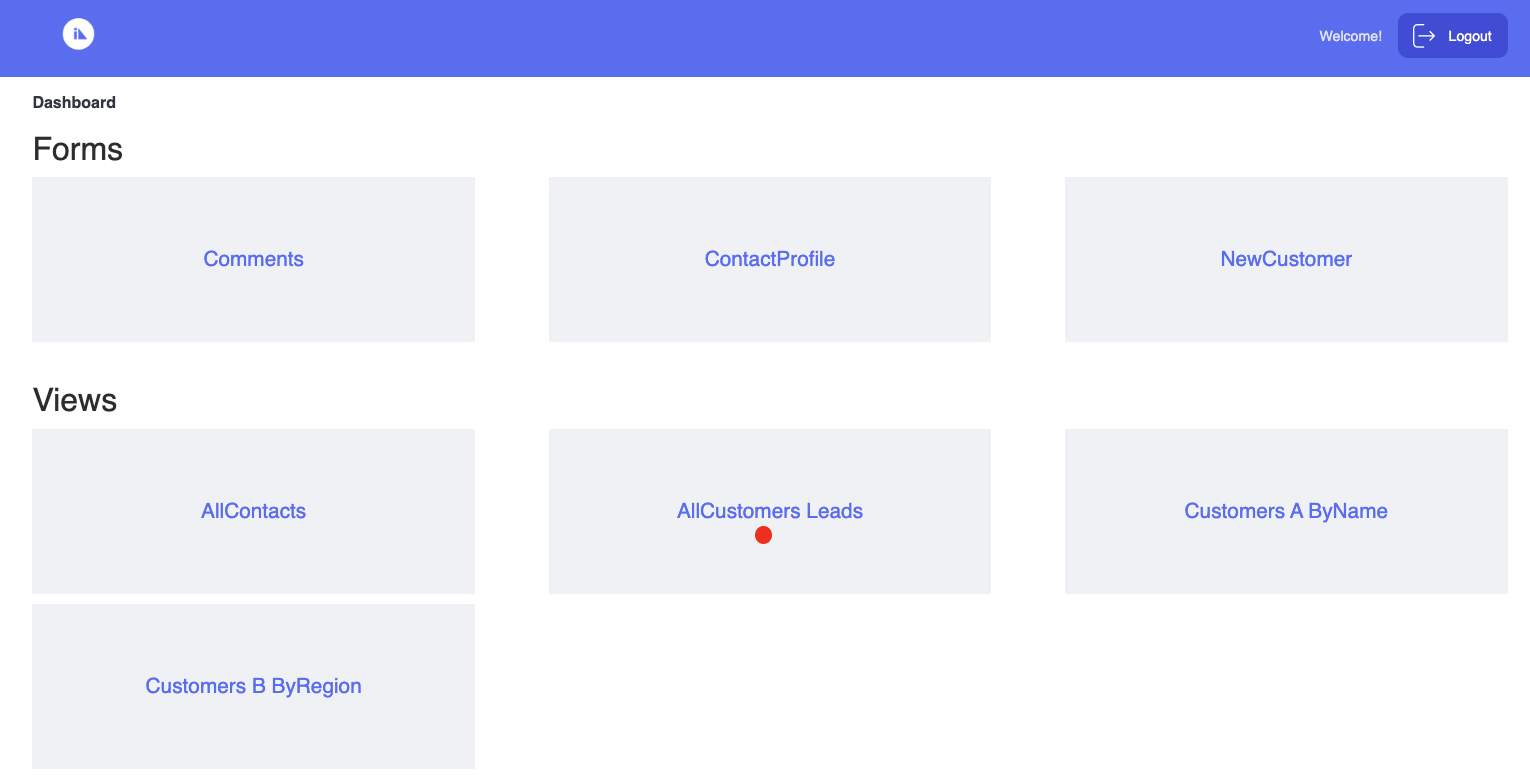 Welcome!
Logout
Dashboard
Forms
Comments
ContactProfile
NewCustomer
Views
AllContacts
AllCustomers Leads
Customers A ByName
Customers B ByRegion